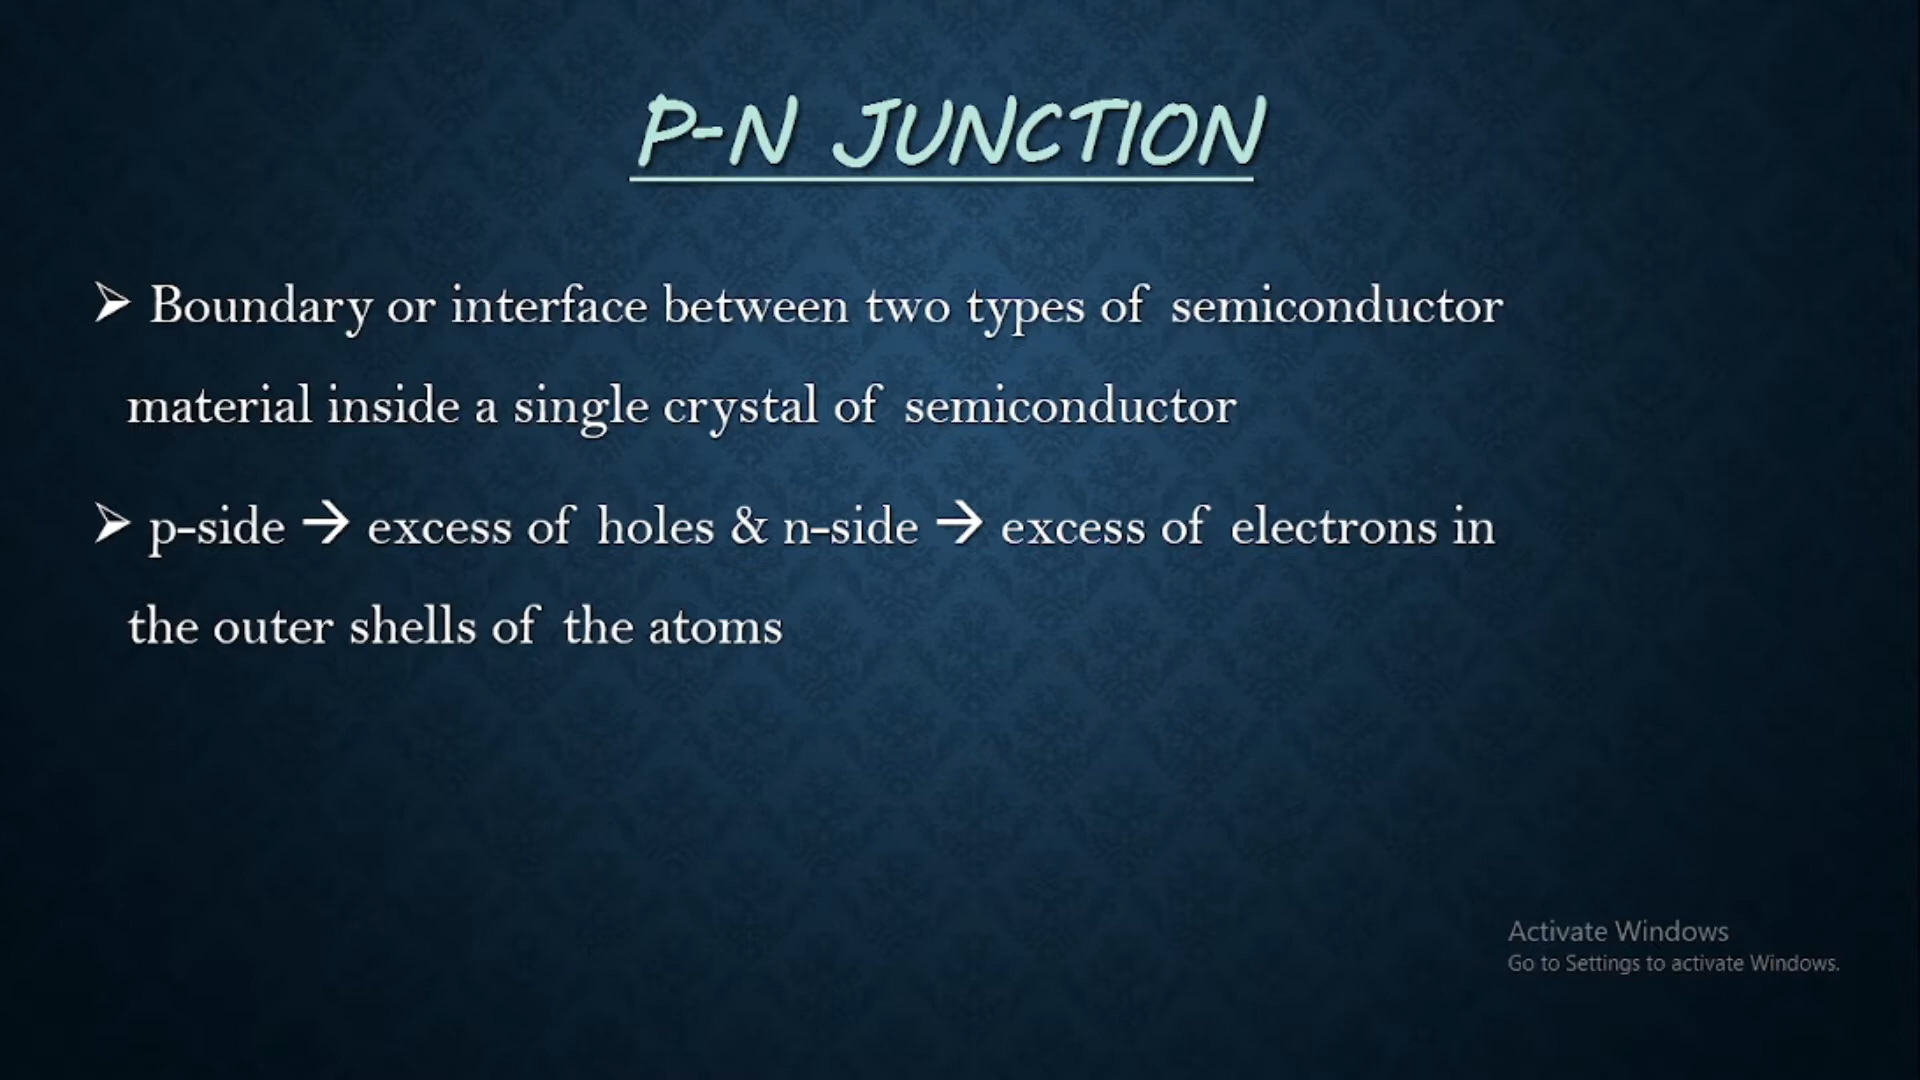 P-N JUNCTION
➢ Boundary or interface between two types of semiconductor
material inside a single crystal of semiconductor
➢ p-side → excess of holes & n-side → excess of electrons in
the outer shells of the atoms
Activate Windows
Go to Settings to activate Windows.